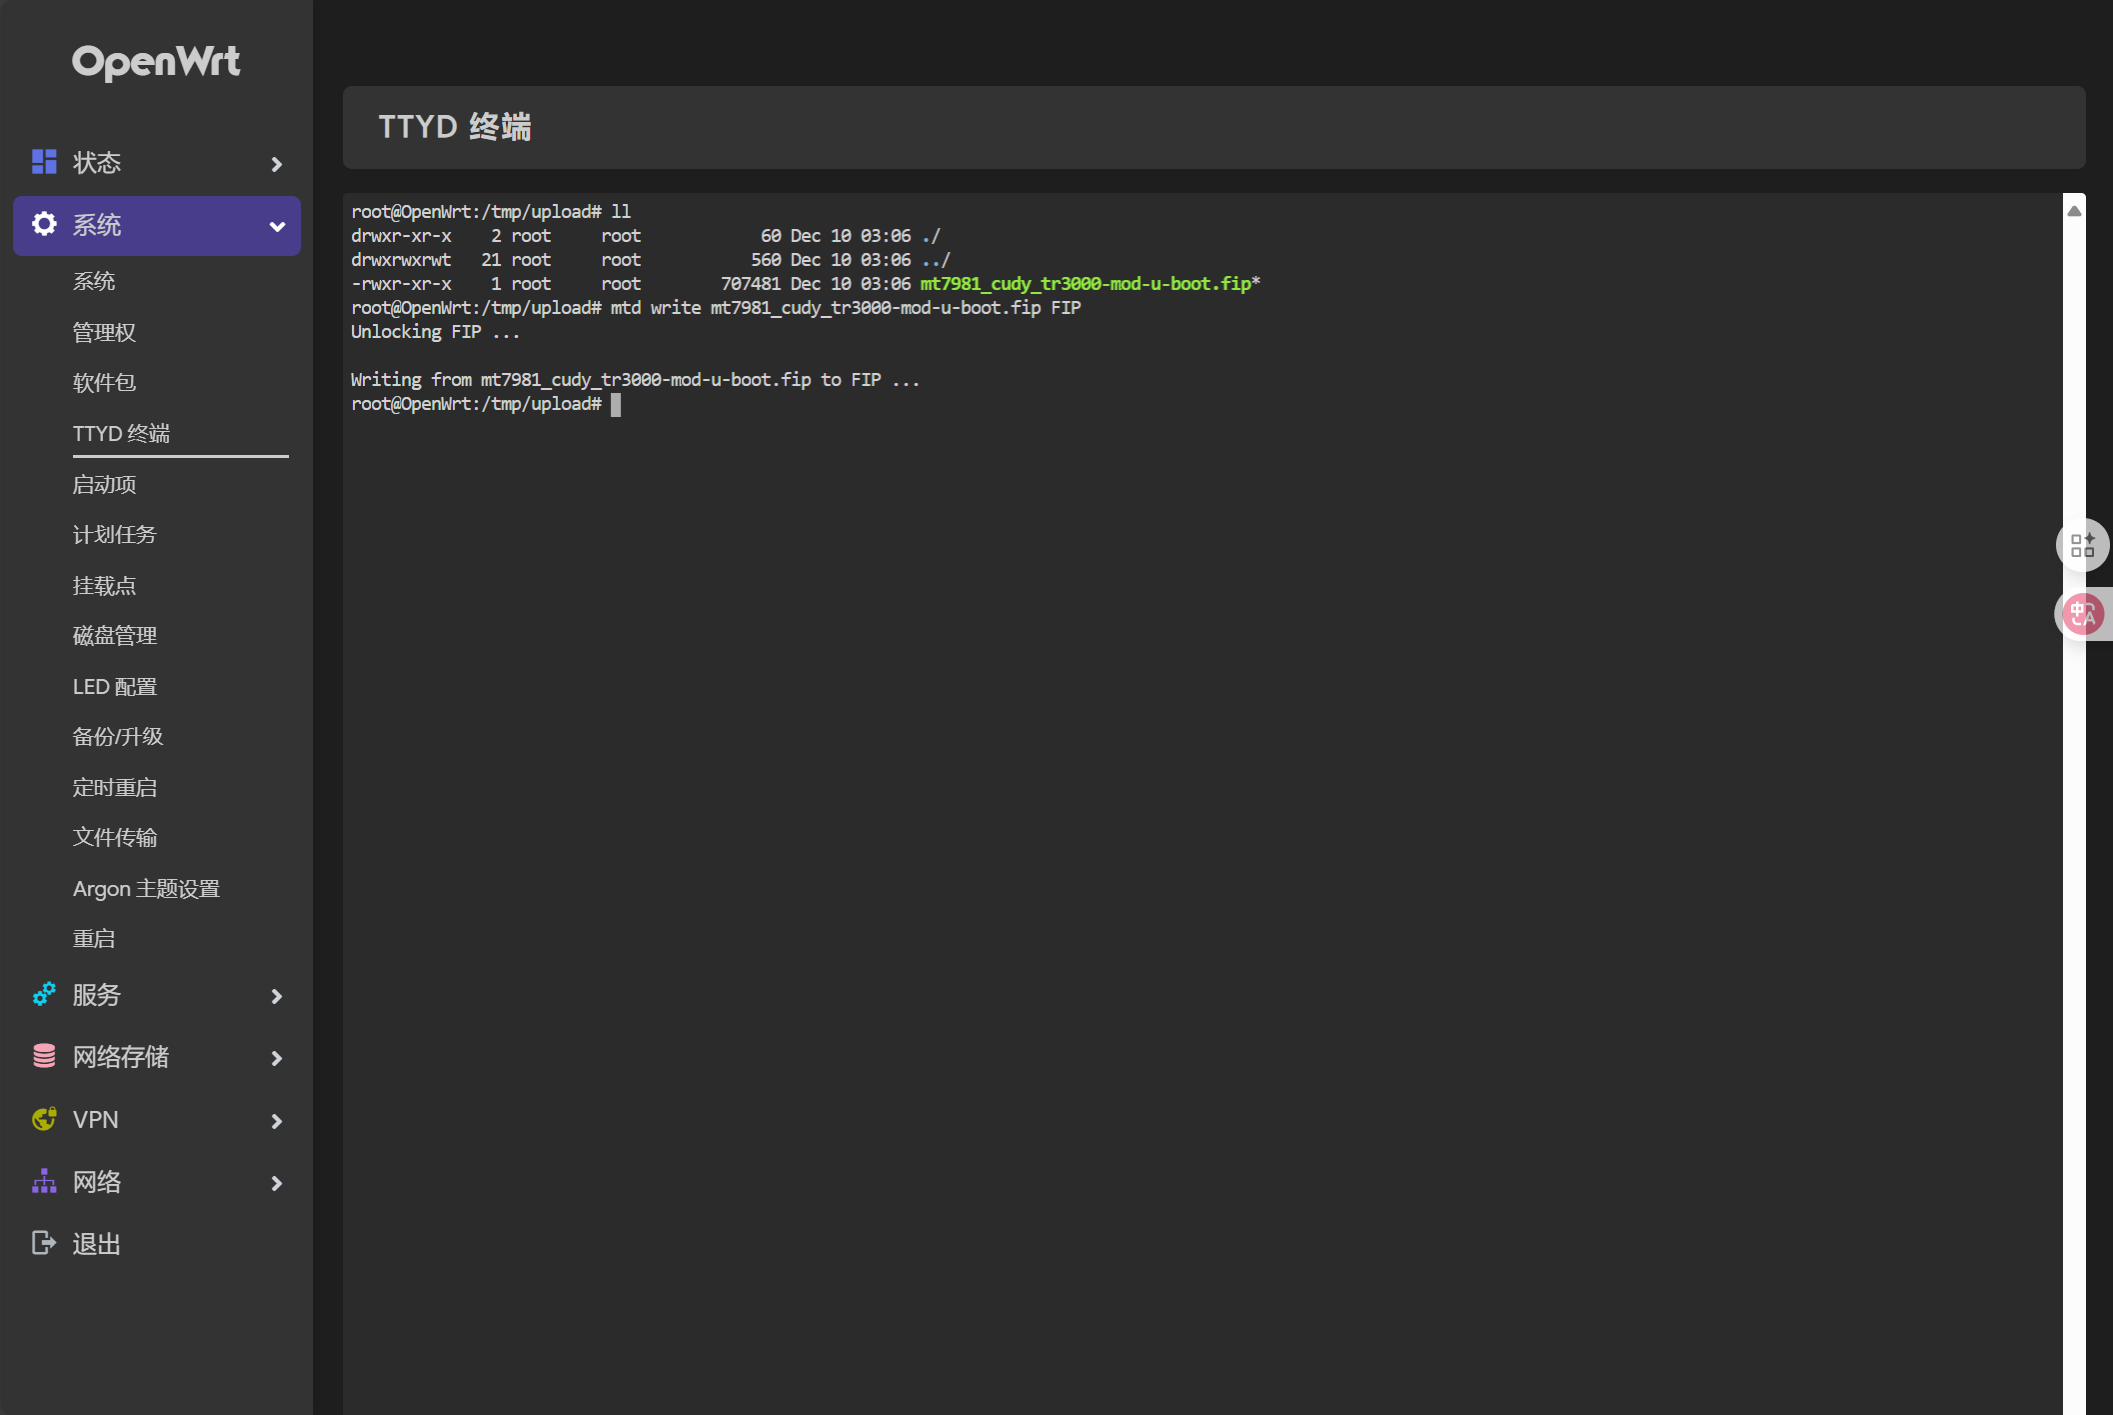 OpenWrt
状态
系统
系统
管理权
软件包
TTYD 终端
启动项
计划任务
挂载点
磁盘管理
LED 配置
备份/升级
定时重启
文件传输
Argon 主题设置
重启
服务
网络存储
VPN
网络
退出
TTYD 终端
root@OpenWrt:/tmp/upload# ll
drwxr-xr-x    2 root     root            60 Dec 10 03:06 ./
drwxrwxrwt   21 root     root           560 Dec 10 03:06 ../
-rwxr-xr-x    1 root     root        707481 Dec 10 03:06 mt7981_cudy_tr3000-mod-u-boot.fip*
root@OpenWrt:/tmp/upload# mtd write mt7981_cudy_tr3000-mod-u-boot.fip FIP
Unlocking FIP ...
Writing from mt7981_cudy_tr3000-mod-u-boot.fip to FIP ...
root@OpenWrt:/tmp/upload#
中A